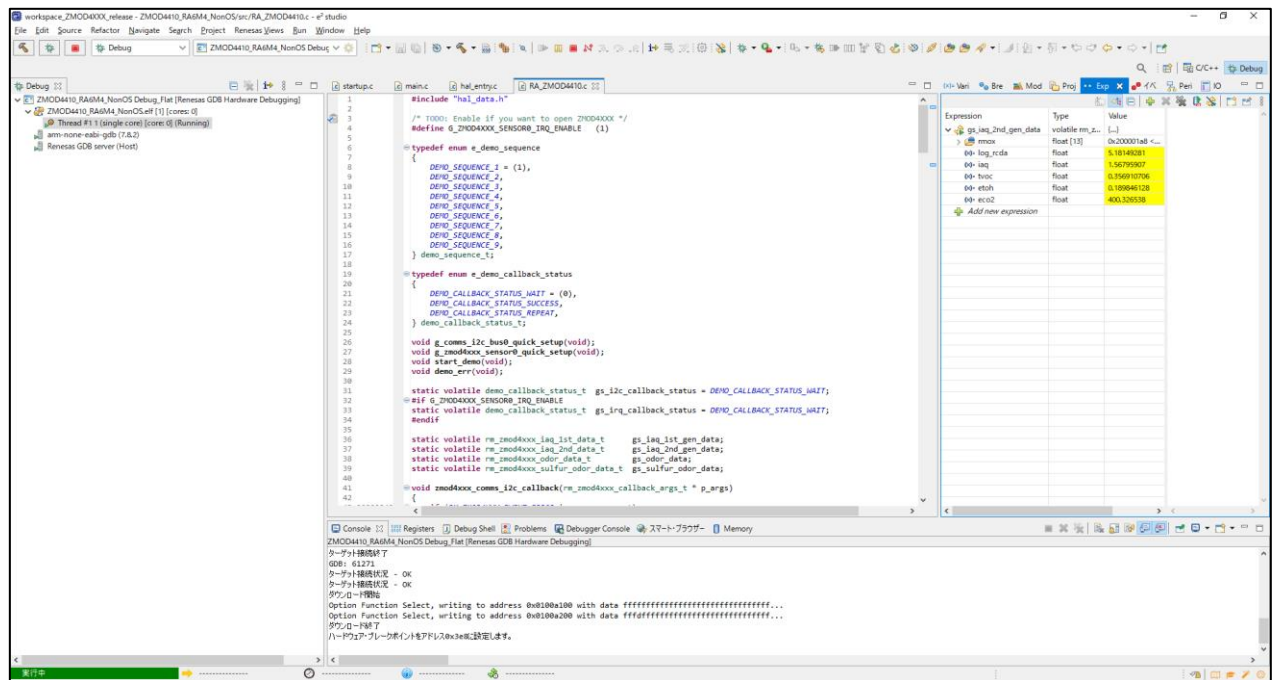 workspace_ZMOD4XXX_release - ZMOD4410_RA6M4_NonOS/src/RA_ZMOD4410.c - e² studio
File Edit Source Refactor Navigate Search Project Renesas Views Run Window Help
Debug
ZMOD4410_RA6M4_NonOS Debug
C/C++
Debug
Debug
ZMOD4410_RA6M4_NonOS Debug_Flat [Renesas GDB Hardware Debugging]
ZMOD4410_RA6M4_NonOS.elf [1] [cores: 0]
Thread #1 1 (single core) [core: 0] (Running)
arm-none-eabi-gdb (7.8.2)
Renesas GDB server (Host)
startup.c main.c hal_entry.c RA_ZMOD4410.c
1 #include "hal_data.h"
2
3 /* TODO: Enable if you want to open ZMOD4XXX */
4 #define G_ZMOD4XXX_SENSOR0_IRQ_ENABLE (1)
5
6 typedef enum e_demo_sequence
7 {
8 DEMO_SEQUENCE_1 = (1),
9 DEMO_SEQUENCE_2,
10 DEMO_SEQUENCE_3,
11 DEMO_SEQUENCE_4,
12 DEMO_SEQUENCE_5,
13 DEMO_SEQUENCE_6,
14 DEMO_SEQUENCE_7,
15 DEMO_SEQUENCE_8,
16 DEMO_SEQUENCE_9,
17 } demo_sequence_t;
18
19 typedef enum e_demo_callback_status
20 {
21 DEMO_CALLBACK_STATUS_WAIT = (0),
22 DEMO_CALLBACK_STATUS_SUCCESS,
23 DEMO_CALLBACK_STATUS_REPEAT,
24 } demo_callback_status_t;
25
26 void g_comms_i2c_bus0_quick_setup(void);
27 void g_zmod4xxx_sensor0_quick_setup(void);
28 void start_demo(void);
29 void demo_err(void);
30
31 static volatile demo_callback_status_t gs_i2c_callback_status = DEMO_CALLBACK_STATUS_WAIT;
32 #if G_ZMOD4XXX_SENSOR0_IRQ_ENABLE
33 static volatile demo_callback_status_t gs_irq_callback_status = DEMO_CALLBACK_STATUS_WAIT;
34 #endif
35
36 static volatile rm_zmod4xxx_iaq_1st_data_t gs_iaq_1st_gen_data;
37 static volatile rm_zmod4xxx_iaq_2nd_data_t gs_iaq_2nd_gen_data;
38 static volatile rm_zmod4xxx_odor_data_t gs_odor_data;
39 static volatile rm_zmod4xxx_sulfur_odor_data_t gs_sulfur_odor_data;
40
41 void zmod4xxx_comms_i2c_callback(rm_zmod4xxx_callback_args_t * p_args)
42 {
Vari Bre Mod Proj Exp イベ Peri IO
Expression Type Value
gs_iaq_2nd_gen_data volatile rm_z... {...}
rmox float [13] 0x200001a8 <...
log_rcda float 5.18149281
iaq float 1.56795907
tvoc float 0.356910706
etoh float 0.189846128
eco2 float 400.326538
Add new expression
Console Registers Debug Shell Problems Debugger Console スマート・ブラウザー Memory
ZMOD4410_RA6M4_NonOS Debug_Flat [Renesas GDB Hardware Debugging]
ターゲット接続終了
GDB: 61271
ターゲット接続状況 - OK
ターゲット接続状況 - OK
ダウンロード開始
Option Function Select, writing to address 0x0100a100 with data ffffffffffffffffffffffffffffffff...
Option Function Select, writing to address 0x0100a200 with data fffdffffffffffffffffffffffffffff...
ダウンロード終了
ハードウェア・ブレークポイントをアドレス0x3e8に設定します。
実行中